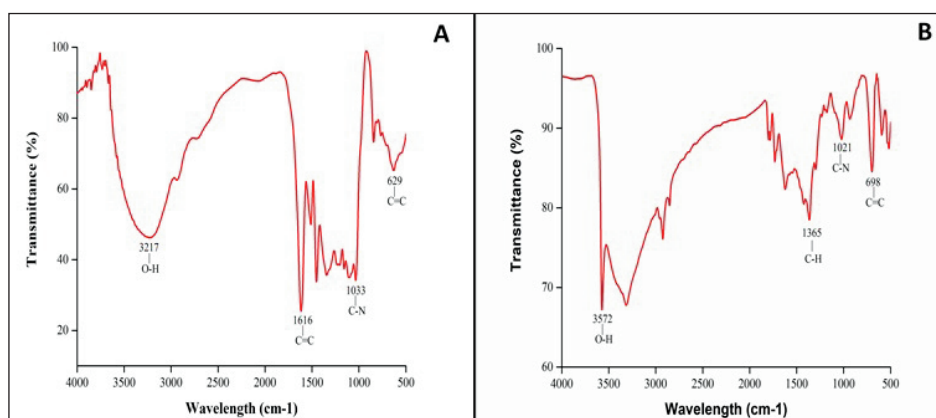 A
Transmittance (%)
100
80
60
40
20
3217
O-H
1616
C=C
1033
C-N
629
C=C
4000 3500 3000 2500 2000 1500 1000 500
Wavelength (cm-1)
B
Transmittance (%)
100
90
80
70
60
3572
O-H
1365
C-H
1021
C-N
698
C=C
4000 3500 3000 2500 2000 1500 1000 500
Wavelength (cm-1)